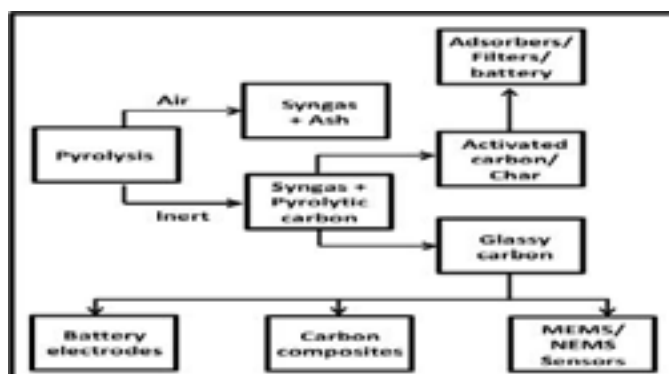 Adsorbers/
Filters/
battery
Air
Syngas
+ Ash
Pyrolysis
Activated
carbon/
Char
Syngas +
Pyrolytic
carbon
Inert
Glassy
carbon
Battery
electrodes
Carbon
composites
MEMS/
NEMS
Sensors